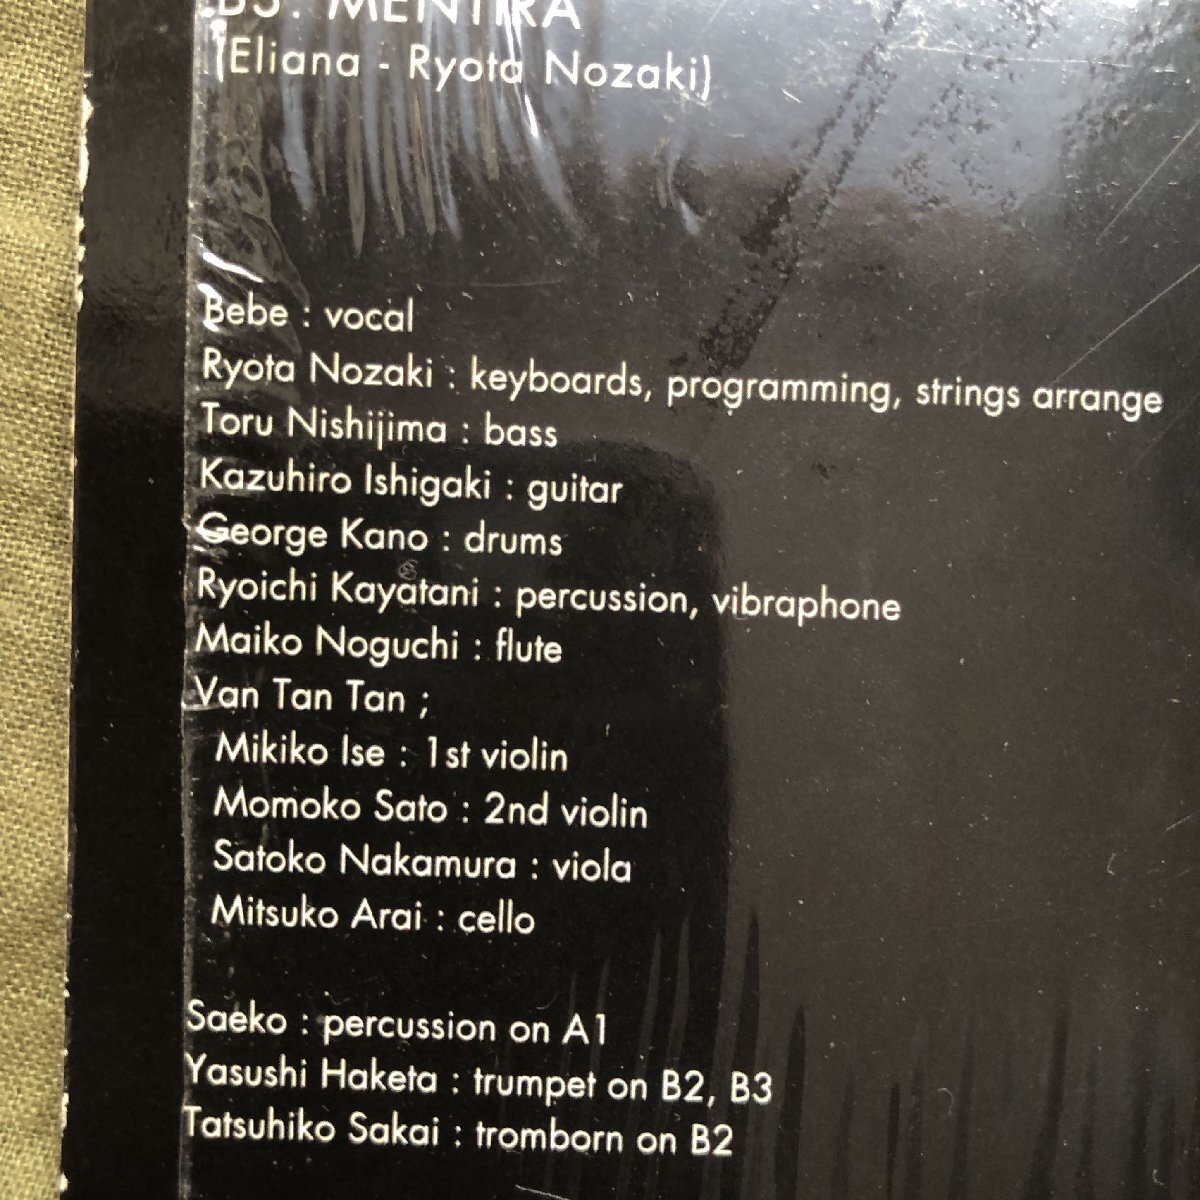 B3. MENTIRA
(Eliana - Ryota Nozaki)
Bebe : vocal
Ryota Nozaki : keyboards, programming, strings arrange
Toru Nishijima : bass
Kazuhiro Ishigaki : guitar
George Kano : drums
Ryoichi Kayatani : percussion, vibraphone
Maiko Noguchi : flute
Van Tan Tan ;
Mikiko Ise : 1st violin
Momoko Sato : 2nd violin
Satoko Nakamura : viola
Mitsuko Arai : cello
Saeko : percussion on A1
Yasushi Haketa : trumpet on B2, B3
Tatsuhiko Sakai : tromborn on B2